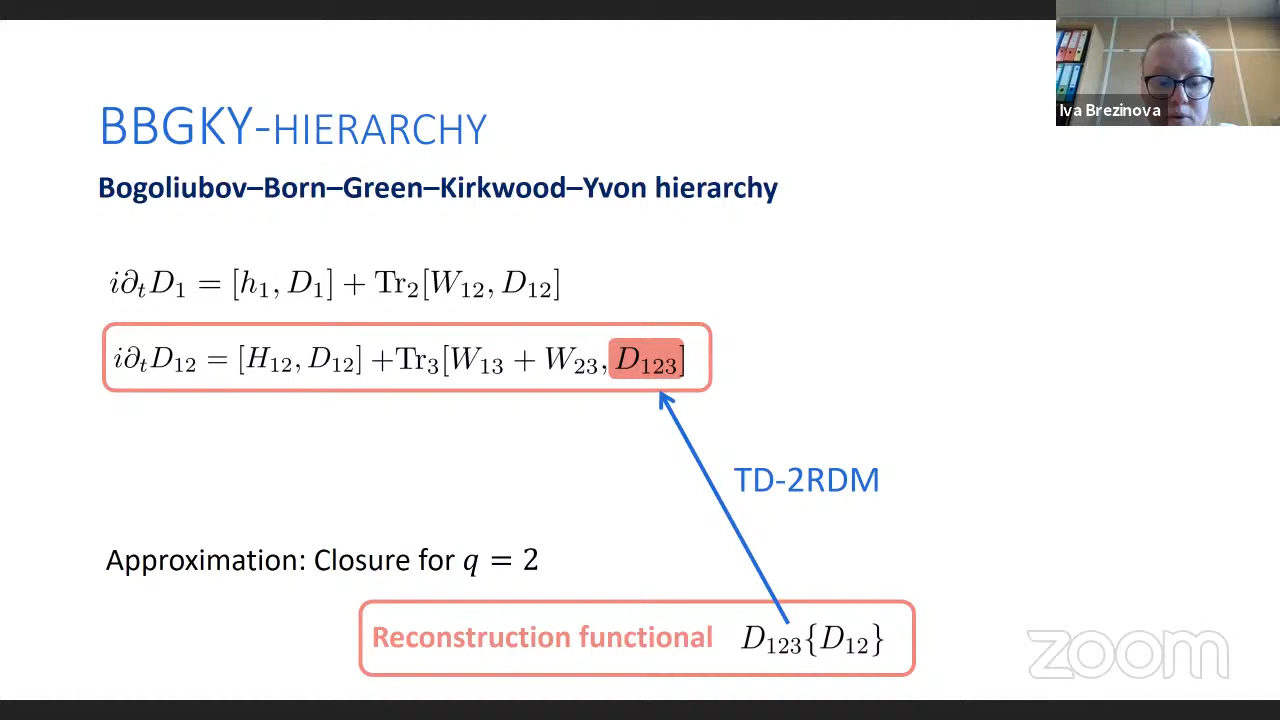 Iva Brezinova
BBGKY-HIERARCHY
Bogoliubov–Born–Green–Kirkwood–Yvon hierarchy
i∂ₜD₁ = [h₁, D₁] + Tr₂[W₁₂, D₁₂]
i∂ₜD₁₂ = [H₁₂, D₁₂] +Tr₃[W₁₃ + W₂₃, D₁₂₃]
TD-2RDM
Approximation: Closure for q = 2
Reconstruction functional D₁₂₃{D₁₂}
zoom